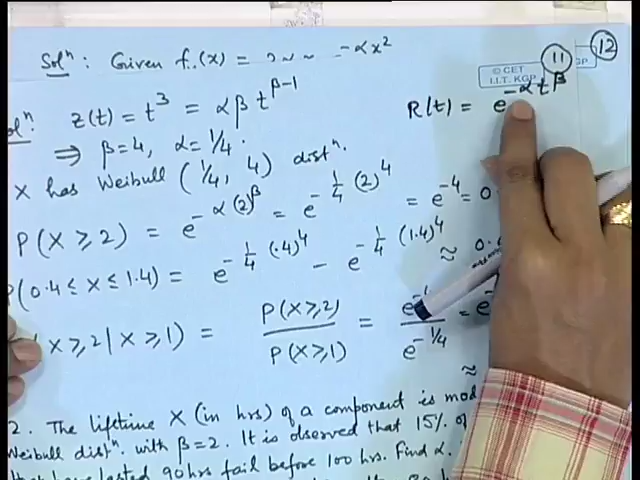 Solⁿ: Given fₓ(x) = -αx²
12
11
© CET
I.I.T. KGP
R(t) = e^{-αt^β}
olⁿ. Z(t) = t³ = αβ t^{β-1}
⇒ β=4, α=1/4.
X has Weibull (1/4, 4) distⁿ.
P(X ≥ 2) = e^{-α(2)^β} = e^{-1/4 (2)^4} = e^{-4} = 0.
P(0.4 ≤ X ≤ 1.4) = e^{-1/4 (.4)^4} - e^{-1/4 (1.4)^4} ≈ 0.
X ≥ 2 | X ≥ 1) = P(X ≥ 2) / P(X ≥ 1) = e^{-} / e^{-1/4} = e^{-}
≈
2. The lifetime X (in hrs) of a component is mod
Weibull distⁿ. with β=2. It is observed that 15% of
that have lasted 90 hrs fail before 100 hrs. Find α.